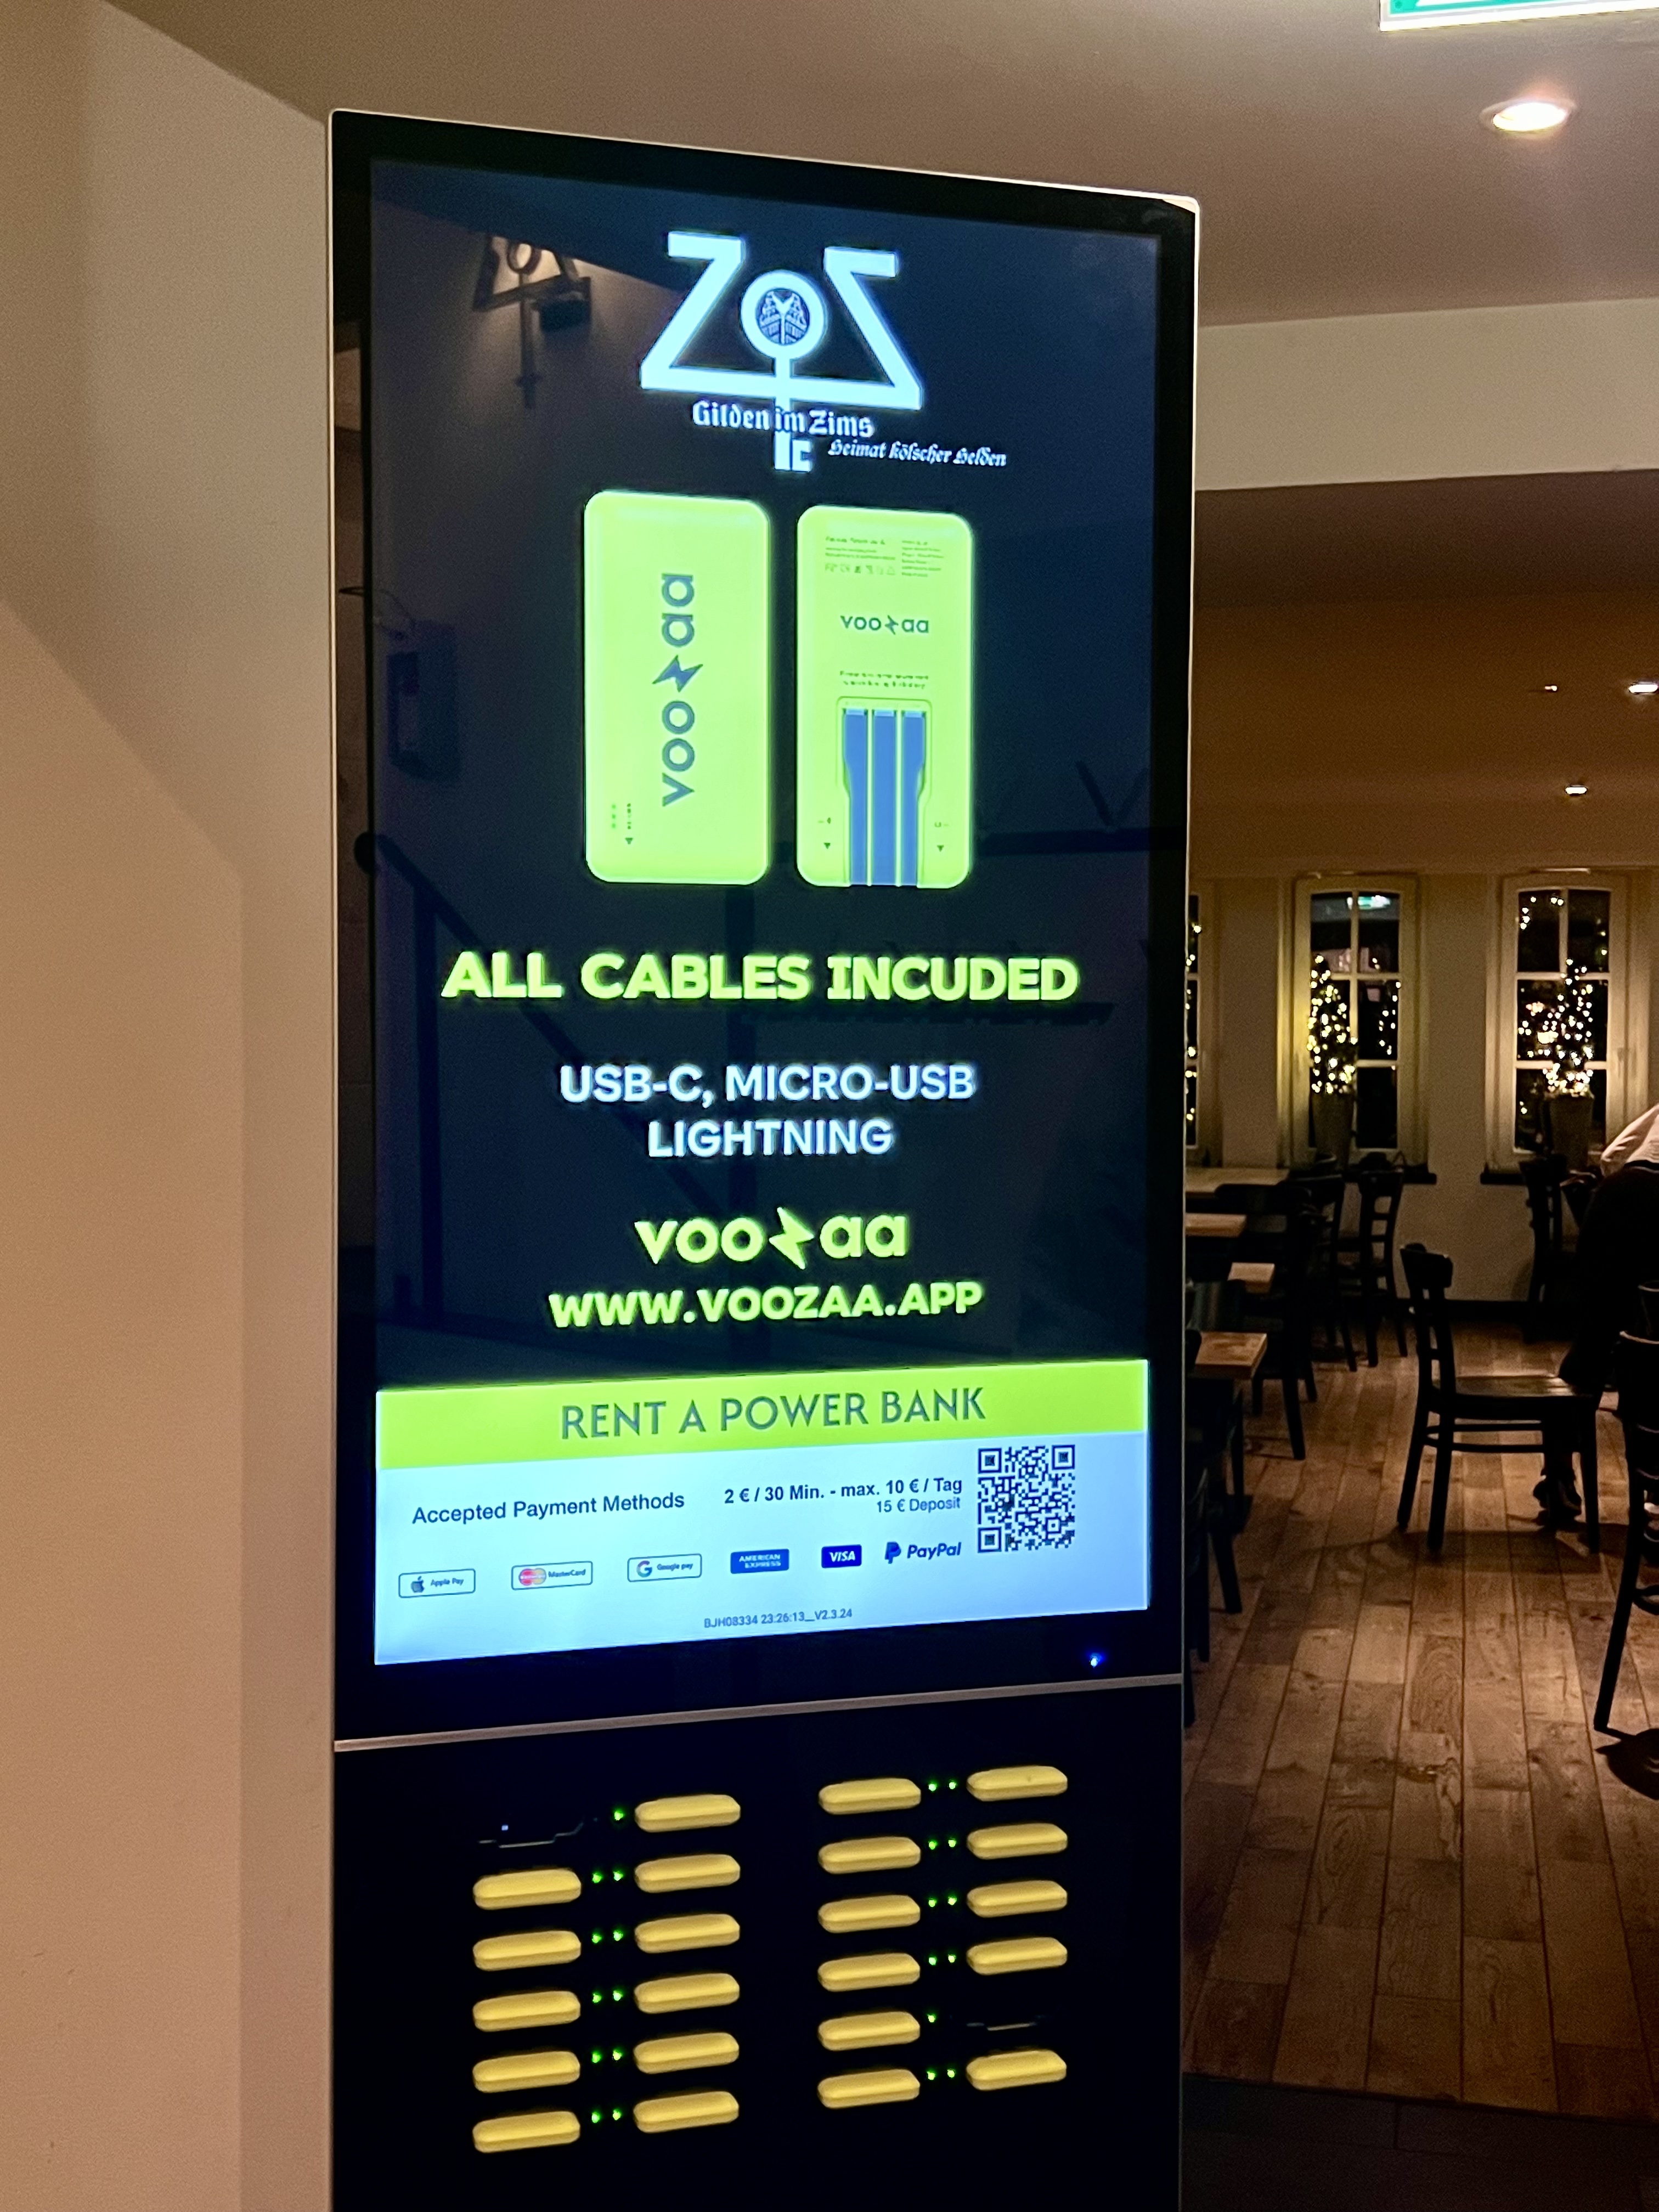 Gilden im Zims
Heimat kölscher Helden
voozaa
voozaa
ALL CABLES INCUDED
USB-C, MICRO-USB
LIGHTNING
voozaa
WWW.VOOZAA.APP
RENT A POWER BANK
Accepted Payment Methods
2 € / 30 Min. - max. 10 € / Tag
15 € Deposit
Apple Pay
MasterCard
Google pay
AMERICAN EXPRESS
VISA
PayPal
BJH08334 23:26:13__V2.3.24